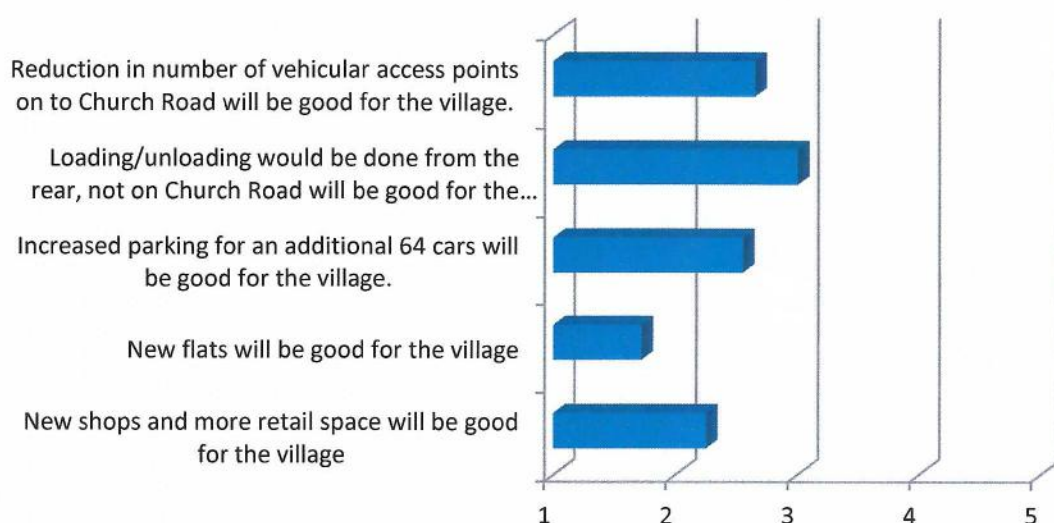 Reduction in number of vehicular access points
on to Church Road will be good for the village.
Loading/unloading would be done from the
rear, not on Church Road will be good for the...
Increased parking for an additional 64 cars will
be good for the village.
New flats will be good for the village
New shops and more retail space will be good
for the village
1 2 3 4 5